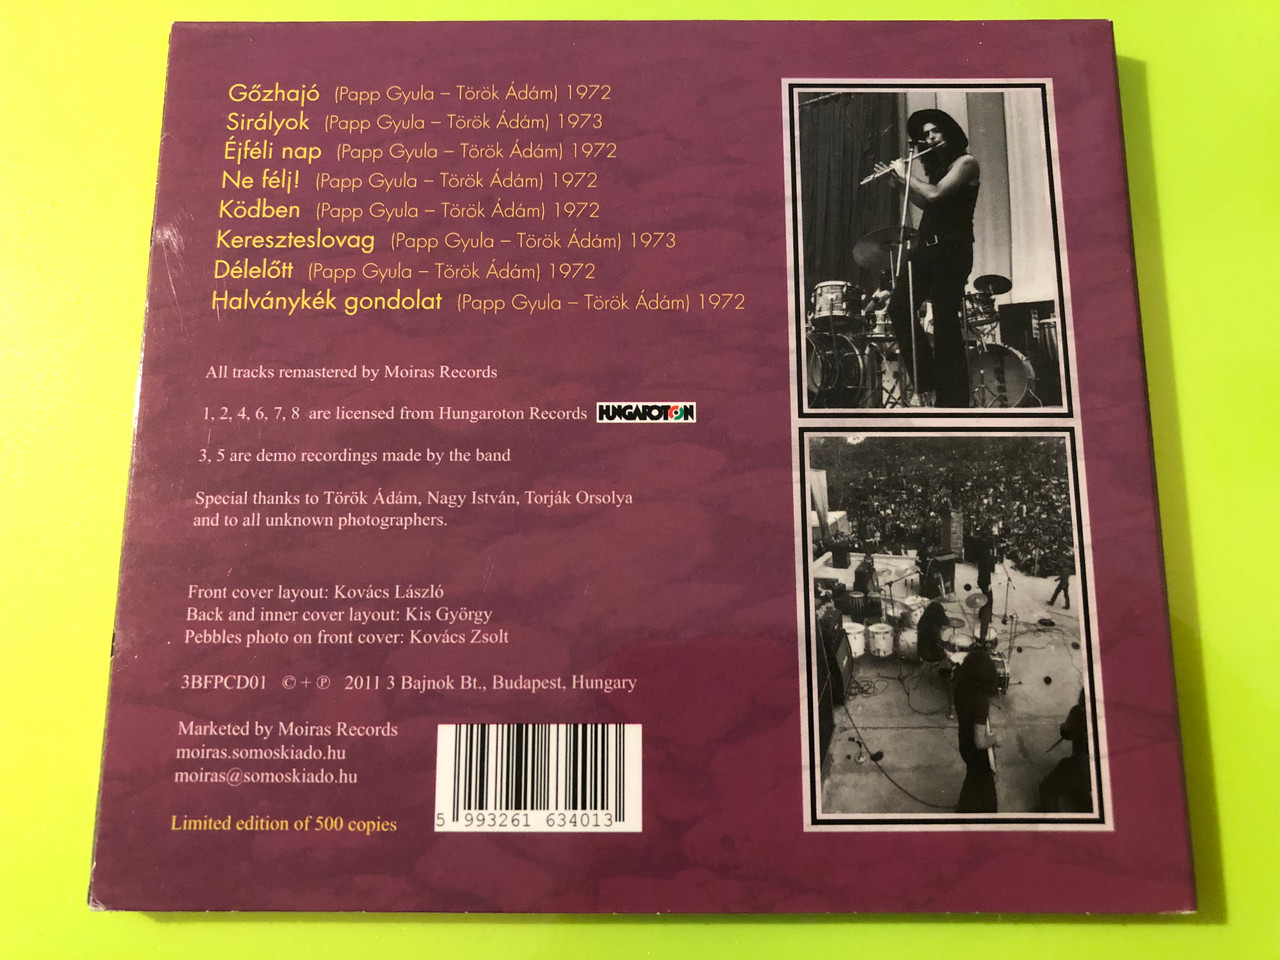 Gőzhajó (Papp Gyula – Török Ádám) 1972
Sirályok (Papp Gyula – Török Ádám) 1973
Éjféli nap (Papp Gyula – Török Ádám) 1972
Ne félj! (Papp Gyula – Török Ádám) 1972
Ködben (Papp Gyula – Török Ádám) 1972
Kereszteslovag (Papp Gyula – Török Ádám) 1973
Délelőtt (Papp Gyula – Török Ádám) 1972
Halványkék gondolat (Papp Gyula – Török Ádám) 1972
All tracks remastered by Moiras Records
1, 2, 4, 6, 7, 8 are licensed from Hungaroton Records HUNGAROTON
3, 5 are demo recordings made by the band
Special thanks to Török Ádám, Nagy István, Torják Orsolya
and to all unknown photographers.
Front cover layout: Kovács László
Back and inner cover layout: Kis György
Pebbles photo on front cover: Kovács Zsolt
3BFPCD01 © + ℗ 2011 3 Bajnok Bt., Budapest, Hungary
Marketed by Moiras Records
moiras.somoskiado.hu
moiras@somoskiado.hu
Limited edition of 500 copies
5 993261 634013